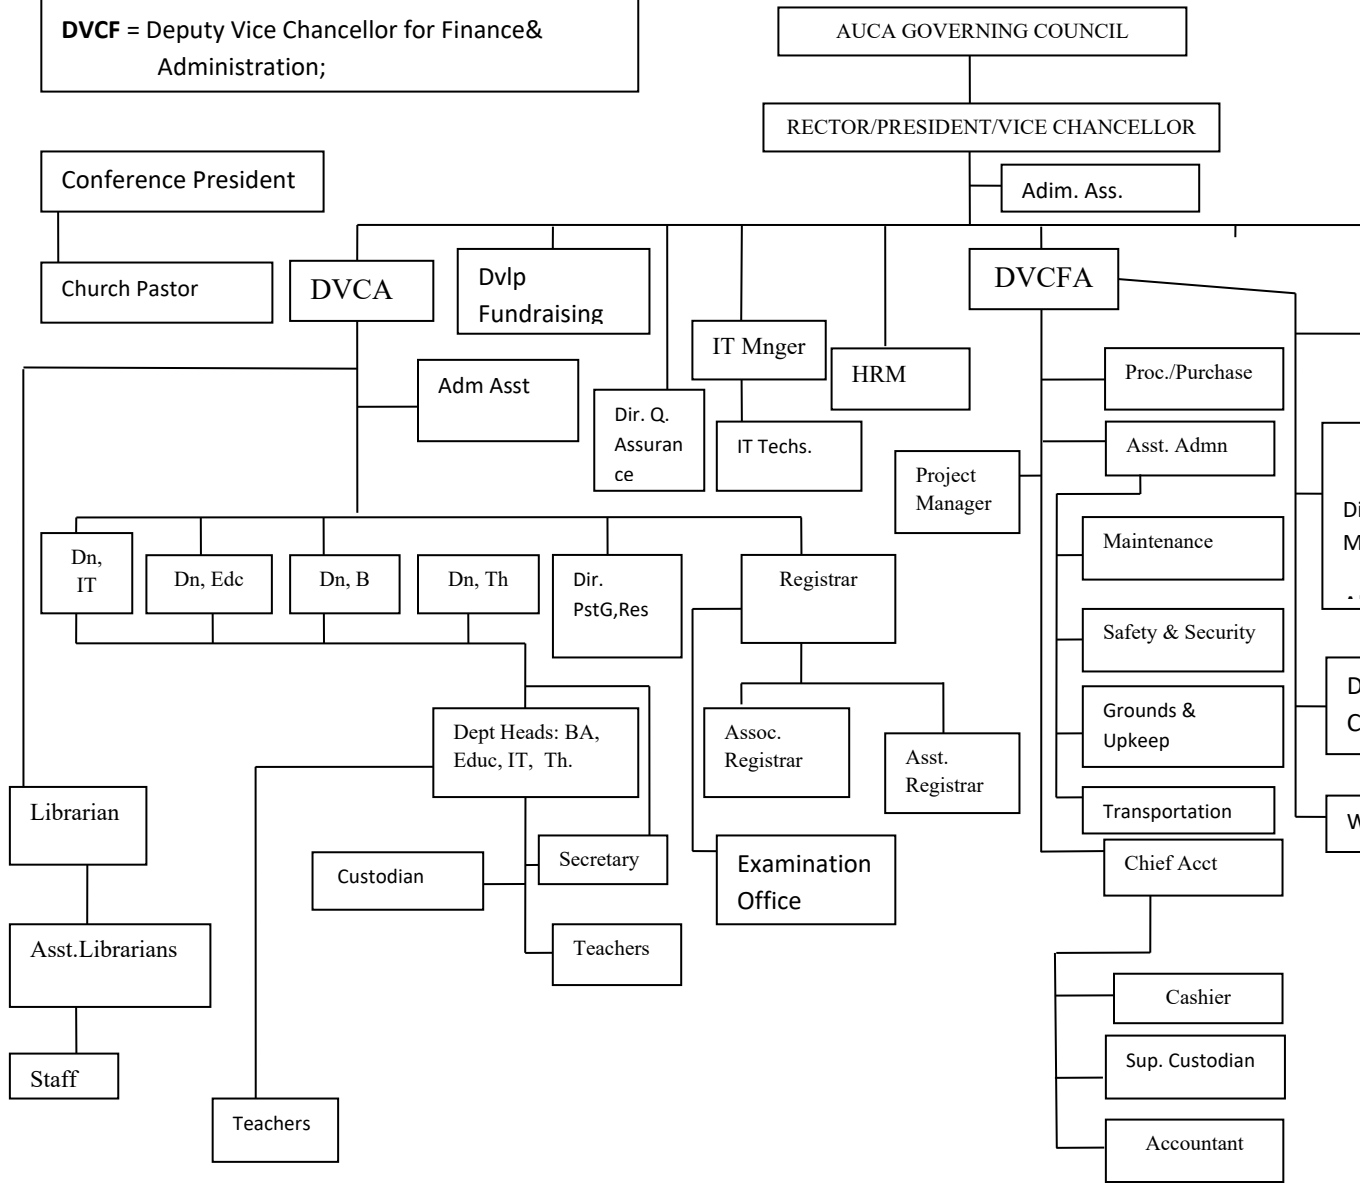 DVCF = Deputy Vice Chancellor for Finance&
Administration;
AUCA GOVERNING COUNCIL
RECTOR/PRESIDENT/VICE CHANCELLOR
Adim. Ass.
Conference President
Church Pastor
DVCA
Dvlp
Fundraising
DVCFA
IT Mnger
HRM
Proc./Purchase
Adm Asst
Dir. Q.
Assuran
ce
IT Techs.
Asst. Admn
Project
Manager
Maintenance
Dn,
IT
Dn, Edc
Dn, B
Dn, Th
Dir.
PstG,Res
Registrar
Safety & Security
Grounds &
Upkeep
Dept Heads: BA,
Educ, IT, Th.
Assoc.
Registrar
Asst.
Registrar
Transportation
Librarian
Secretary
Custodian
Examination
Office
Chief Acct
Asst.Librarians
Teachers
Cashier
Sup. Custodian
Staff
Teachers
Accountant